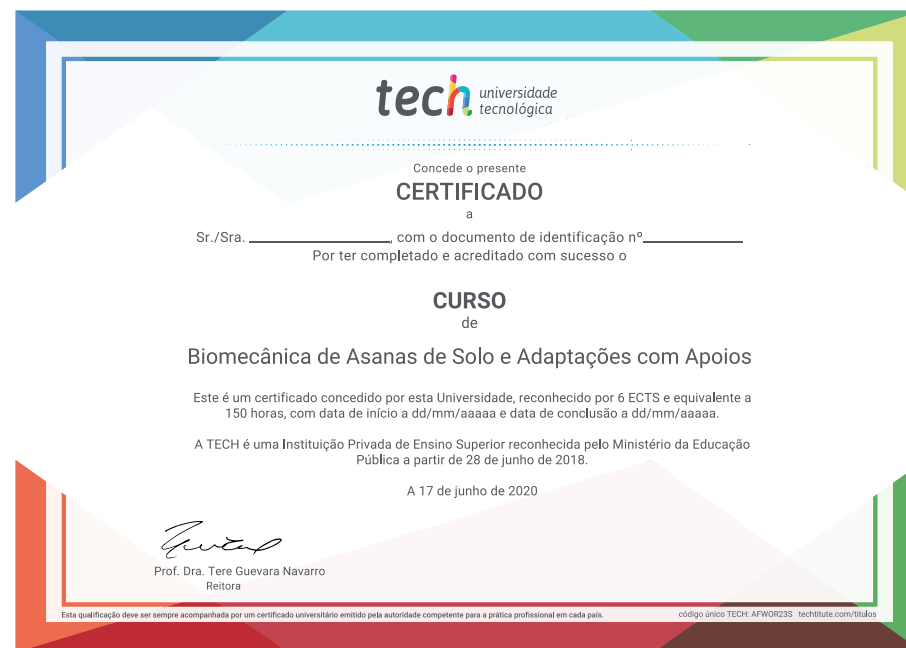 tech universidade
tecnológica
Concede o presente
CERTIFICADO
a
Sr./Sra. , com o documento de identificação nº
Por ter completado e acreditado com sucesso o
CURSO
de
Biomecânica de Asanas de Solo e Adaptações com Apoios
Este é um certificado concedido por esta Universidade, reconhecido por 6 ECTS e equivalente a
150 horas, com data de início a dd/mm/aaaaa e data de conclusão a dd/mm/aaaaa.
A TECH é uma Instituição Privada de Ensino Superior reconhecida pelo Ministério da Educação
Pública a partir de 28 de junho de 2018.
A 17 de junho de 2020
Prof. Dra. Tere Guevara Navarro
Reitora
Esta qualificação deve ser sempre acompanhada por um certificado universitário emitido pela autoridade competente para a prática profissional em cada país.
código único TECH: AFWOR23S techtitute.com/titulos